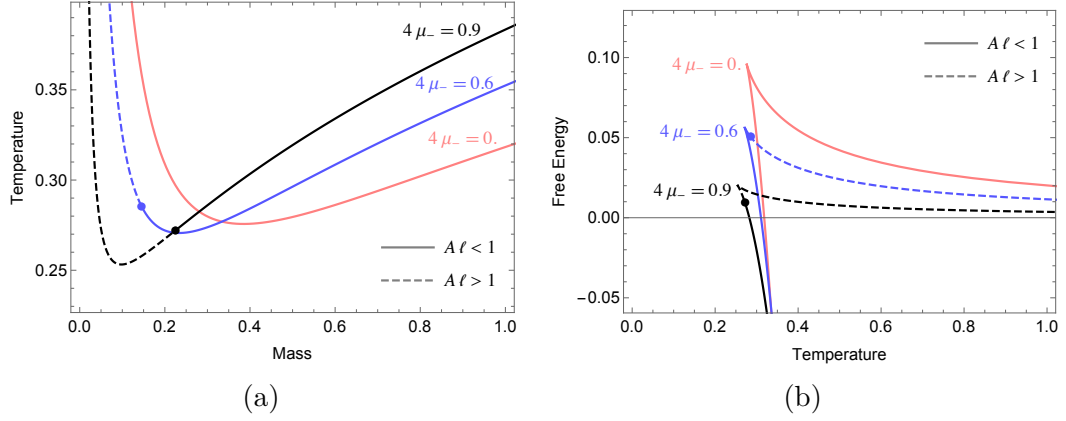 4 μ₋ = 0.9
4 μ₋ = 0.6
4 μ₋ = 0.
A ℓ < 1
A ℓ > 1
0.35
0.30
0.25
0.0 0.2 0.4 0.6 0.8 1.0
Temperature
Mass
(a)
A ℓ < 1
A ℓ > 1
4 μ₋ = 0.
4 μ₋ = 0.6
4 μ₋ = 0.9
0.10
0.05
0.00
−0.05
0.0 0.2 0.4 0.6 0.8 1.0
Free Energy
Temperature
(b)